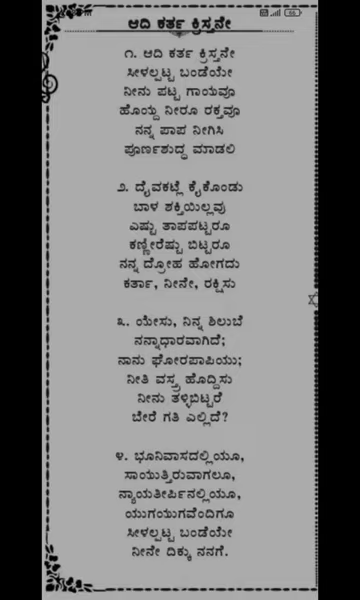 ಆದಿ ಕರ್ತ ಕ್ರಿಸ್ತನೇ
೧. ಆದಿ ಕರ್ತ ಕ್ರಿಸ್ತನೇ
ಸೀಳಲ್ಪಟ್ಟ ಬಂಡೆಯೇ
ನೀನು ಪಟ್ಟ ಗಾಯವೂ
ಹೊಯ್ದ ನೀರೂ ರಕ್ತವೂ
ನನ್ನ ಪಾಪ ನೀಗಿಸಿ
ಪೂರ್ಣಶುದ್ಧ ಮಾಡಲಿ
೨. ದೈವಕಟ್ಲೆ ಕೈಕೊಂಡು
ಬಾಳ ಶಕ್ತಿಯಿಲ್ಲವು
ಎಷ್ಟು ತಾಪಪಟ್ಟರೂ
ಕಣ್ಣೀರೆಷ್ಟು ಬಿಟ್ಟರೂ
ನನ್ನ ದ್ರೋಹ ಹೋಗದು
ಕರ್ತಾ, ನೀನೇ, ರಕ್ಷಿಸು
೩. ಯೇಸು, ನಿನ್ನ ಶಿಲುಬೆ
ನನ್ನಾಧಾರವಾಗಿದೆ;
ನಾನು ಘೋರಪಾಪಿಯು;
ನೀತಿ ವಸ್ತ್ರ ಹೊದ್ದಿಸು
ನೀನು ತಳ್ಳಿಬಿಟ್ಟರೆ
ಬೇರೆ ಗತಿ ಎಲ್ಲಿದೆ?
೪. ಭೂನಿವಾಸದಲ್ಲಿಯೂ,
ಸಾಯುತ್ತಿರುವಾಗಲೂ,
ನ್ಯಾಯತೀರ್ಪಿನಲ್ಲಿಯೂ,
ಯುಗಯುಗವೆಂದಿಗೂ
ಸೀಳಲ್ಪಟ್ಟ ಬಂಡೆಯೇ
ನೀನೇ ದಿಕ್ಕು ನನಗೆ.